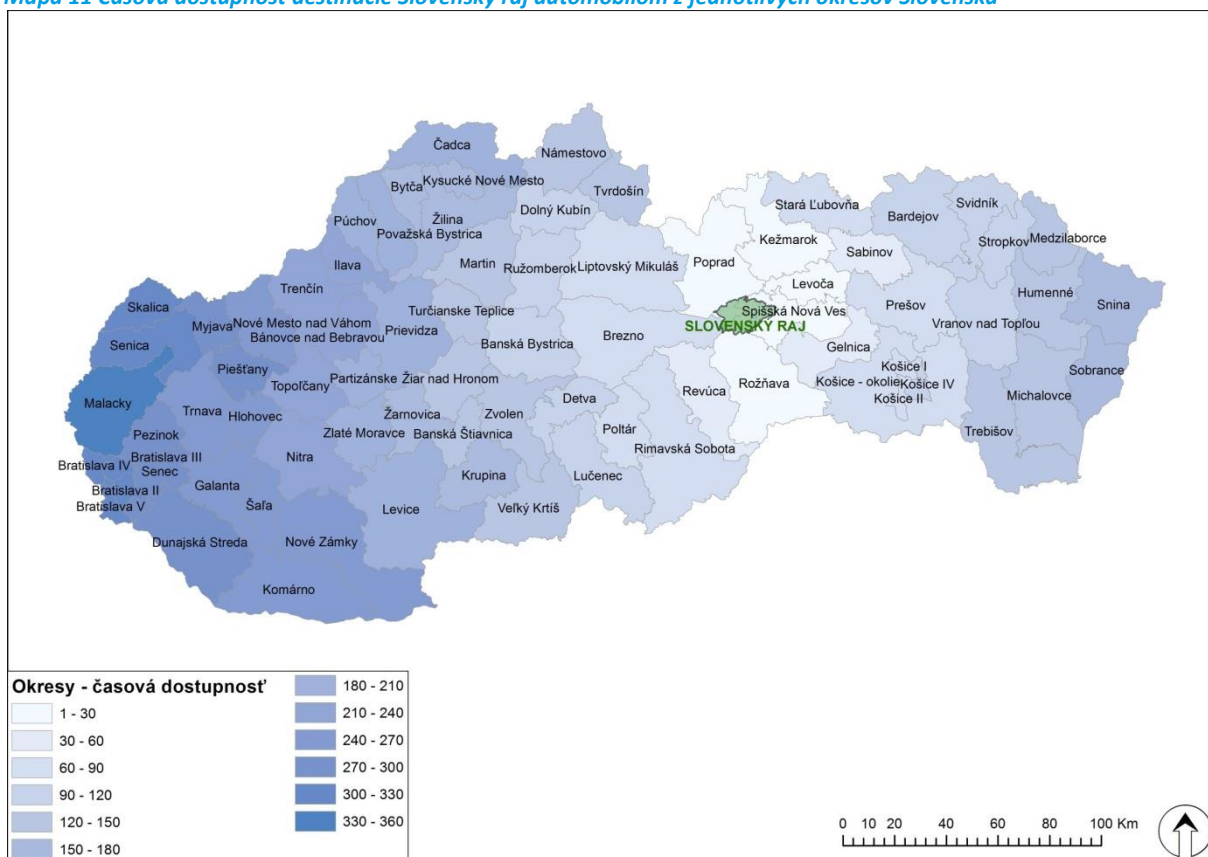 Mapa 11 Časová dostupnosť destinácie Slovenský raj automobilom z jednotlivých okresov Slovenska
Čadca
Námestovo
Bytča
Kysucké Nové Mesto
Tvrdošín
Dolný Kubín
Stará Ľubovňa
Svidník
Bardejov
Púchov
Žilina
Považská Bystrica
Kežmarok
Stropkov
Medzilaborce
Sabinov
Ilava
Martin
Ružomberok
Liptovský Mikuláš
Poprad
Levoča
Trenčín
Humenné
Snina
Skalica
Turčianske Teplice
Spišská Nová Ves
Prešov
Myjava
Nové Mesto nad Váhom
SLOVENSKÝ RAJ
Vranov nad Topľou
Bánovce nad Bebravou
Prievidza
Brezno
Senica
Banská Bystrica
Gelnica
Piešťany
Košice I
Sobrance
Topoľčany
Partizánske
Žiar nad Hronom
Revúca
Rožňava
Košice - okolie
Košice IV
Malacky
Detva
Košice II
Michalovce
Trnava
Hlohovec
Žarnovica
Zvolen
Poltár
Pezinok
Zlaté Moravce
Banská Štiavnica
Trebišov
Rimavská Sobota
Bratislava III
Nitra
Bratislava IV
Senec
Krupina
Lučenec
Galanta
Bratislava II
Šaľa
Levice
Veľký Krtíš
Bratislava V
Dunajská Streda
Nové Zámky
Komárno
Okresy - časová dostupnosť
1 - 30
30 - 60
60 - 90
90 - 120
120 - 150
150 - 180
180 - 210
210 - 240
240 - 270
270 - 300
300 - 330
330 - 360
0 10 20 40 60 80 100 Km